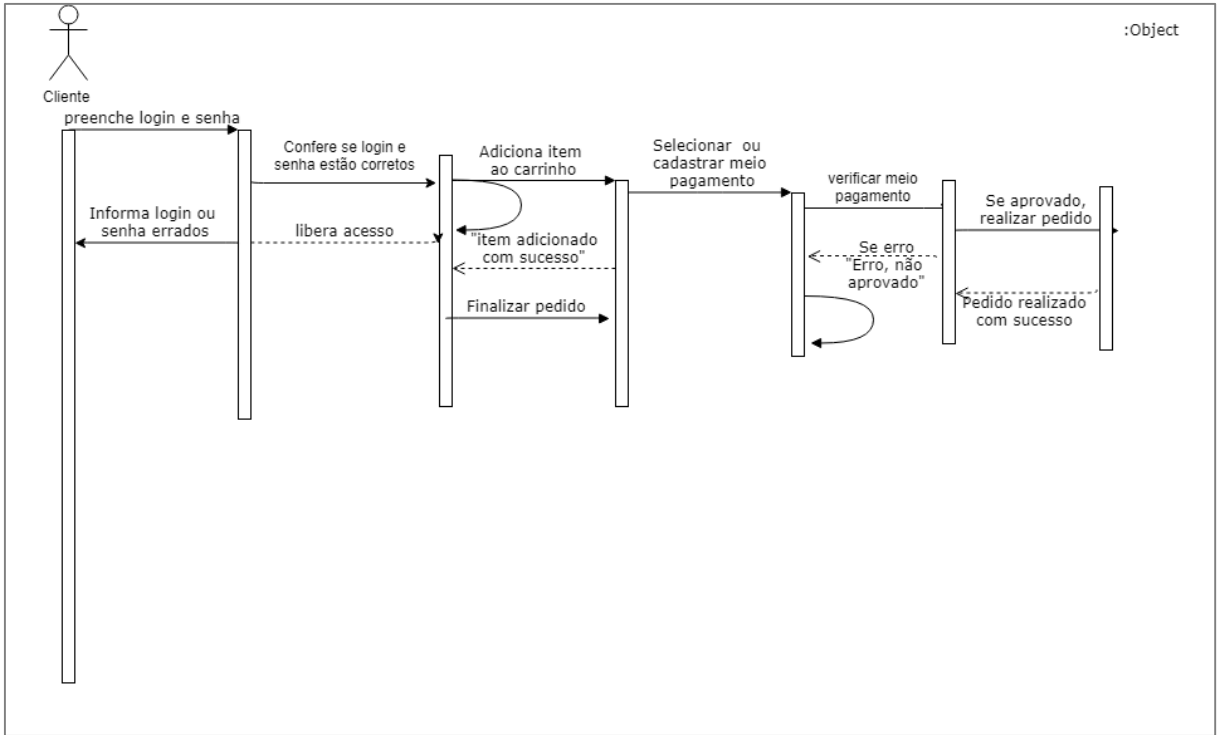 :Object
Cliente
preenche login e senha
Confere se login e
senha estão corretos
Informa login ou
senha errados
libera acesso
Adiciona item
ao carrinho
"item adicionado
com sucesso"
Finalizar pedido
Selecionar ou
cadastrar meio
pagamento
verificar meio
pagamento
Se erro
"Erro, não
aprovado"
Se aprovado,
realizar pedido
Pedido realizado
com sucesso